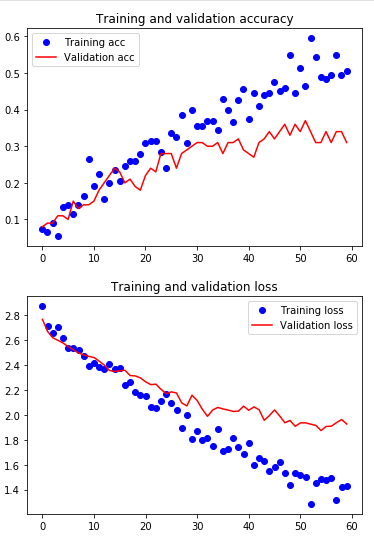 Training and validation accuracy
0.6
0.5
0.4
0.3
0.2
0.1
Training acc
Validation acc
0 10 20 30 40 50 60
Training and validation loss
2.8
2.6
2.4
2.2
2.0
1.8
1.6
1.4
Training loss
Validation loss
0 10 20 30 40 50 60